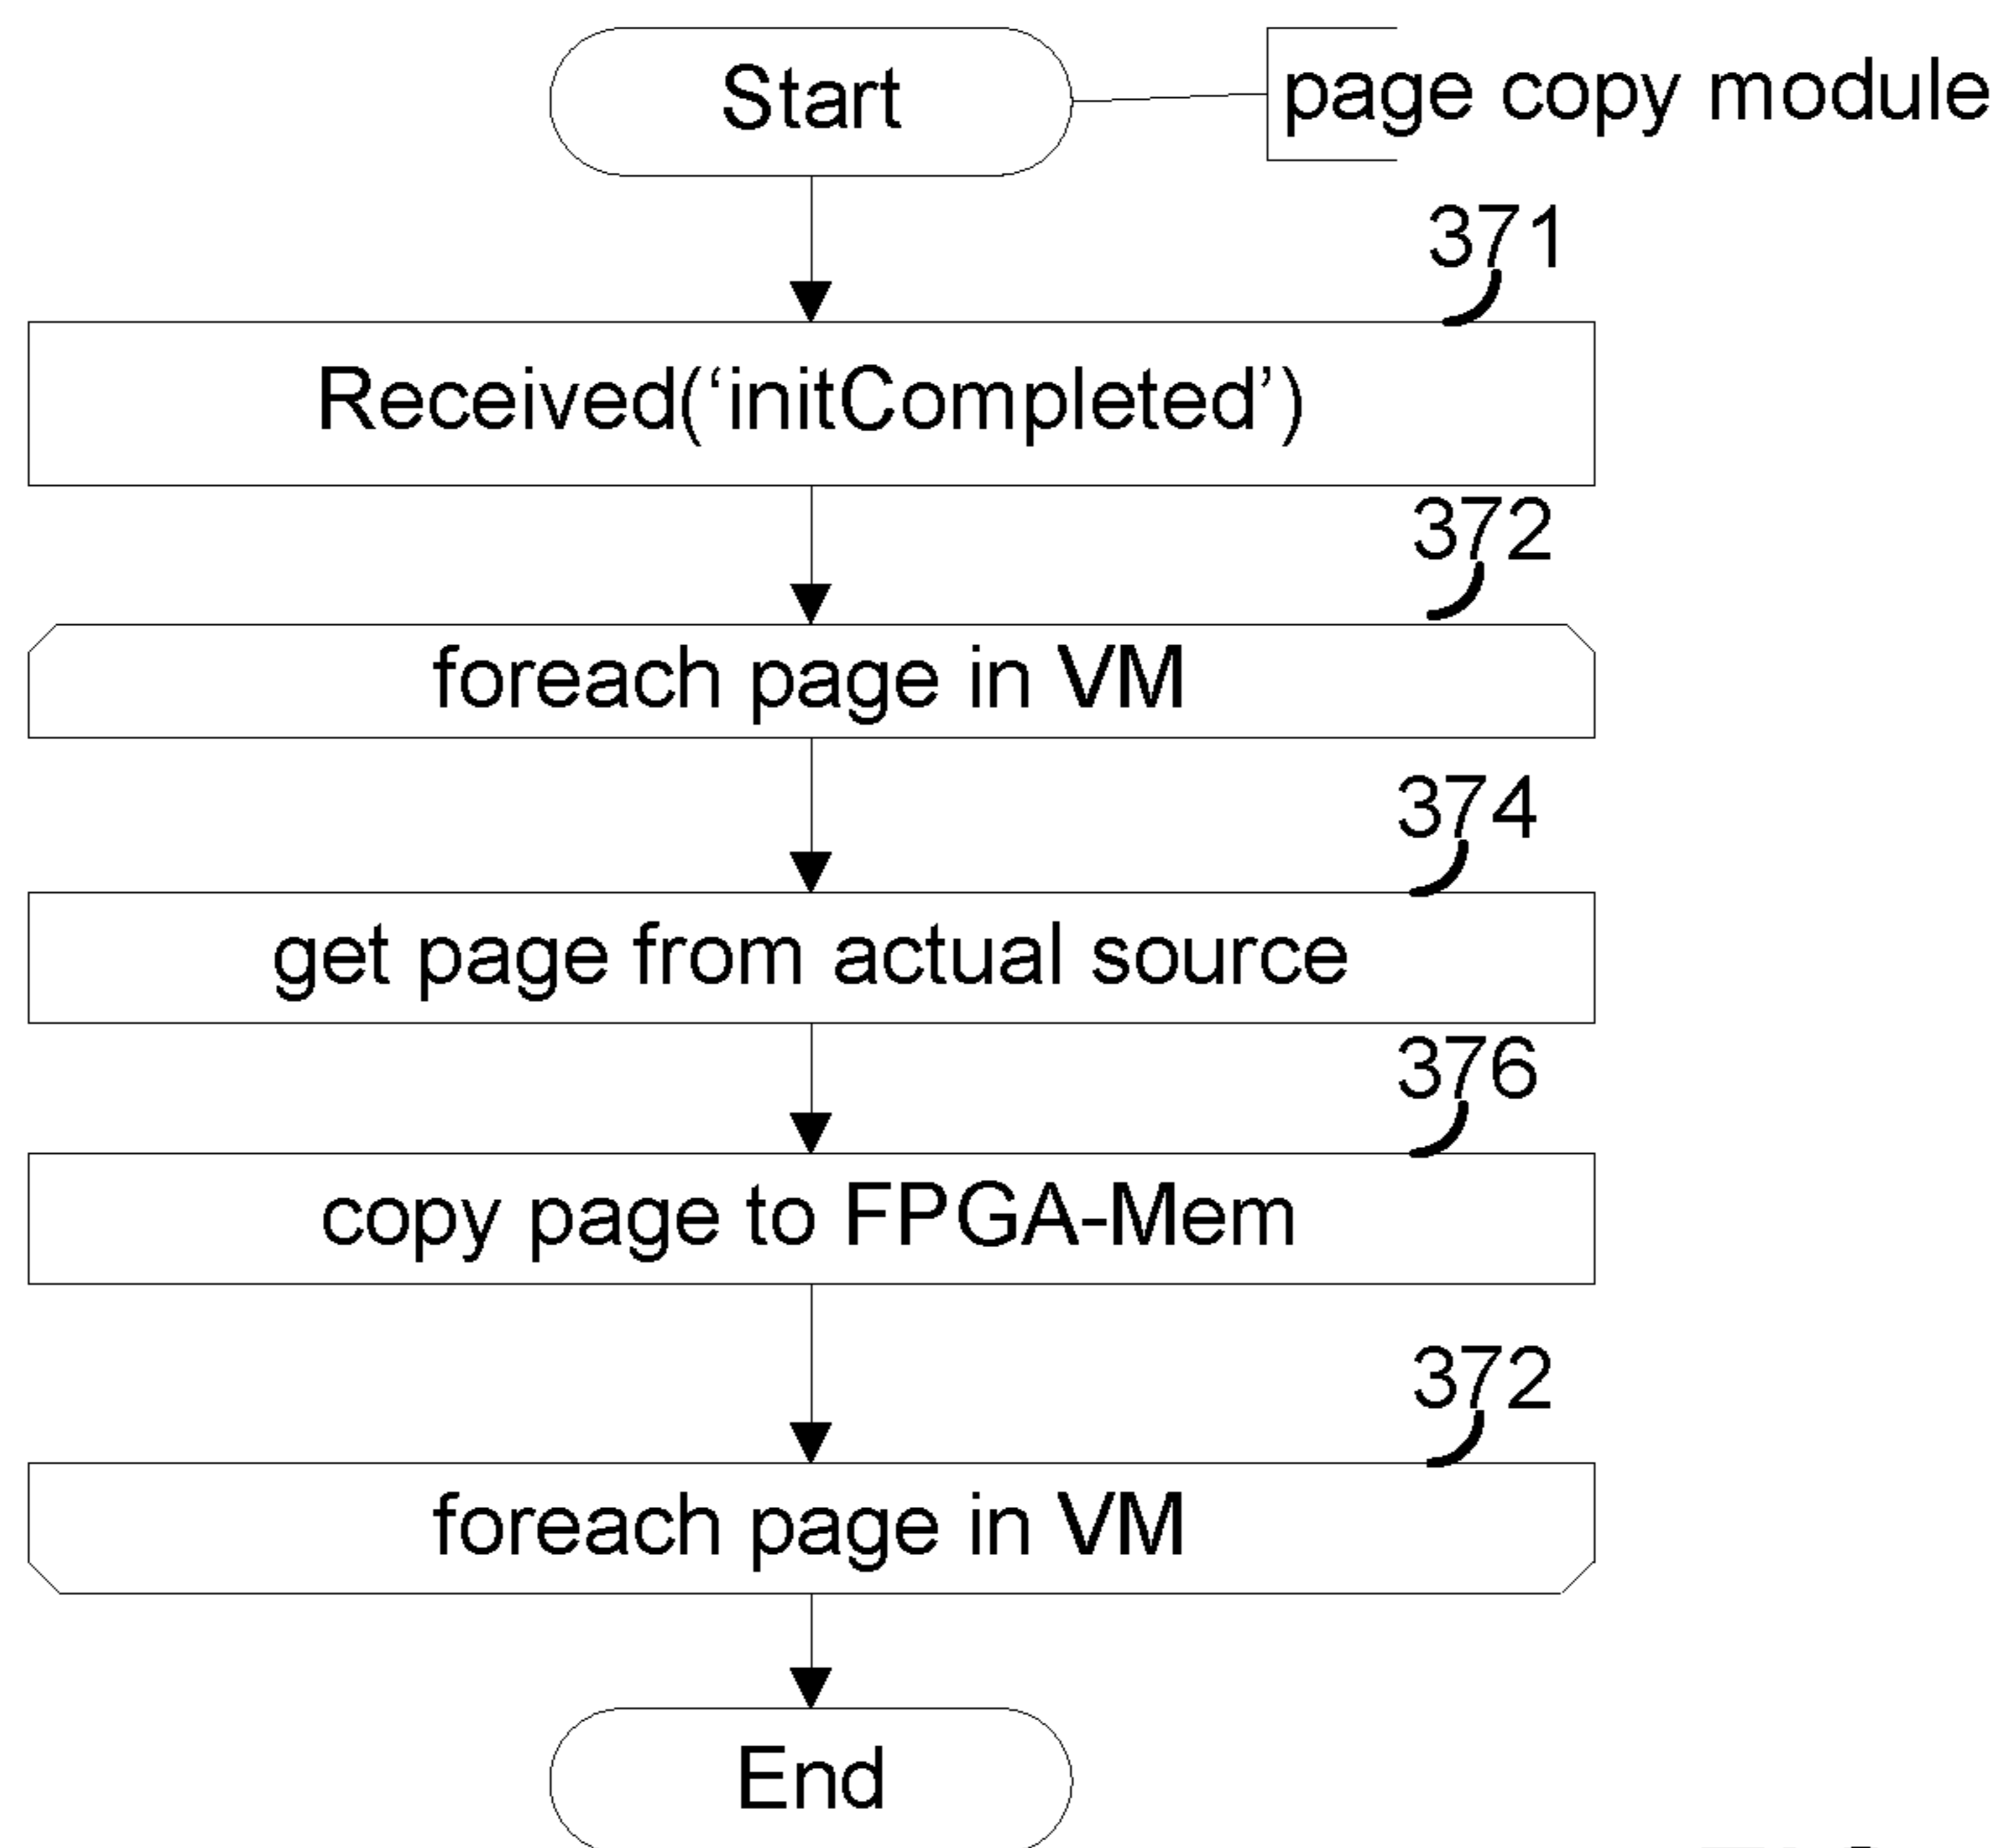 Start
page copy module
371
Received(‘initCompleted’)
372
foreach page in VM
374
get page from actual source
376
copy page to FPGA-Mem
372
foreach page in VM
End